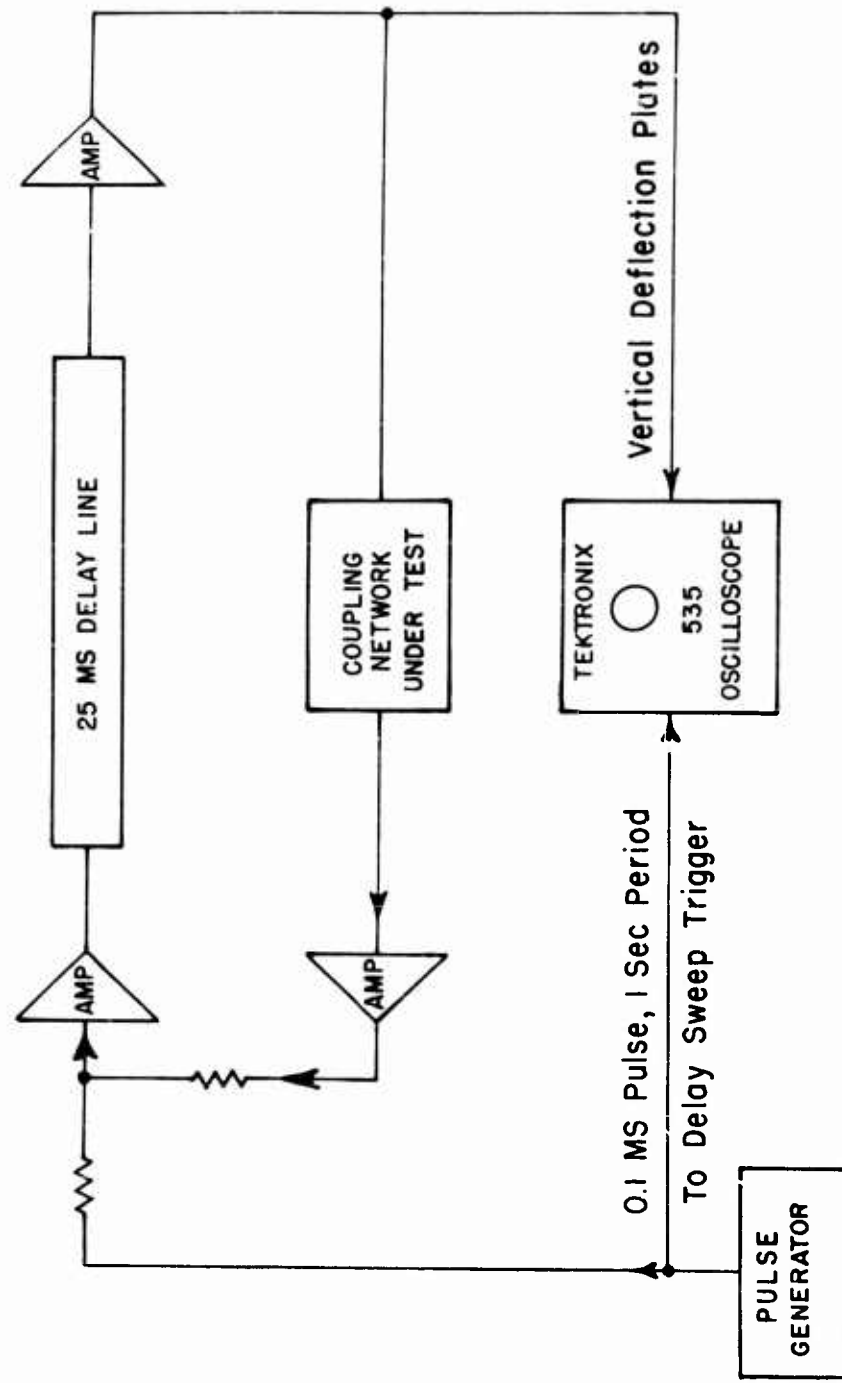 AMP
25 MS DELAY LINE
AMP
COUPLING
NETWORK
UNDER TEST
AMP
0.1 MS Pulse, 1 Sec Period
To Delay Sweep Trigger
TEKTRONIX
535
OSCILLOSCOPE
Vertical Deflection Plates
PULSE
GENERATOR